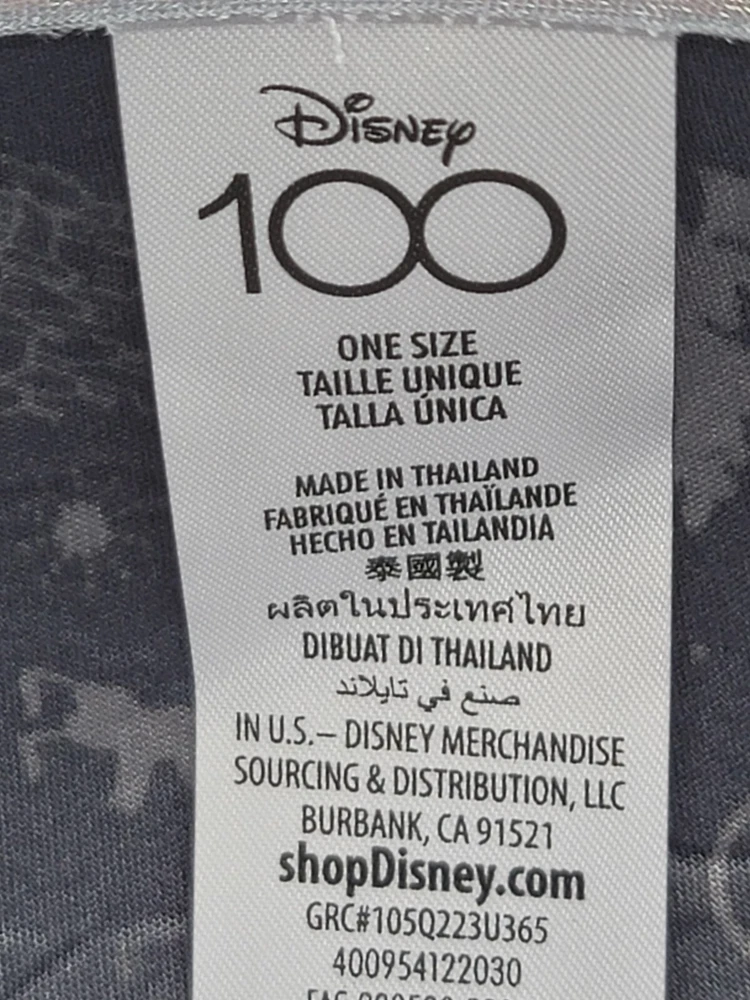 Disney
100
ONE SIZE
TAILLE UNIQUE
TALLA ÚNICA
MADE IN THAILAND
FABRIQUÉ EN THAÏLANDE
HECHO EN TAILANDIA
泰國製
ผลิตในประเทศไทย
DIBUAT DI THAILAND
صنع في تايلاند
IN U.S.– DISNEY MERCHANDISE
SOURCING & DISTRIBUTION, LLC
BURBANK, CA 91521
shopDisney.com
GRC#105Q223U365
400954122030